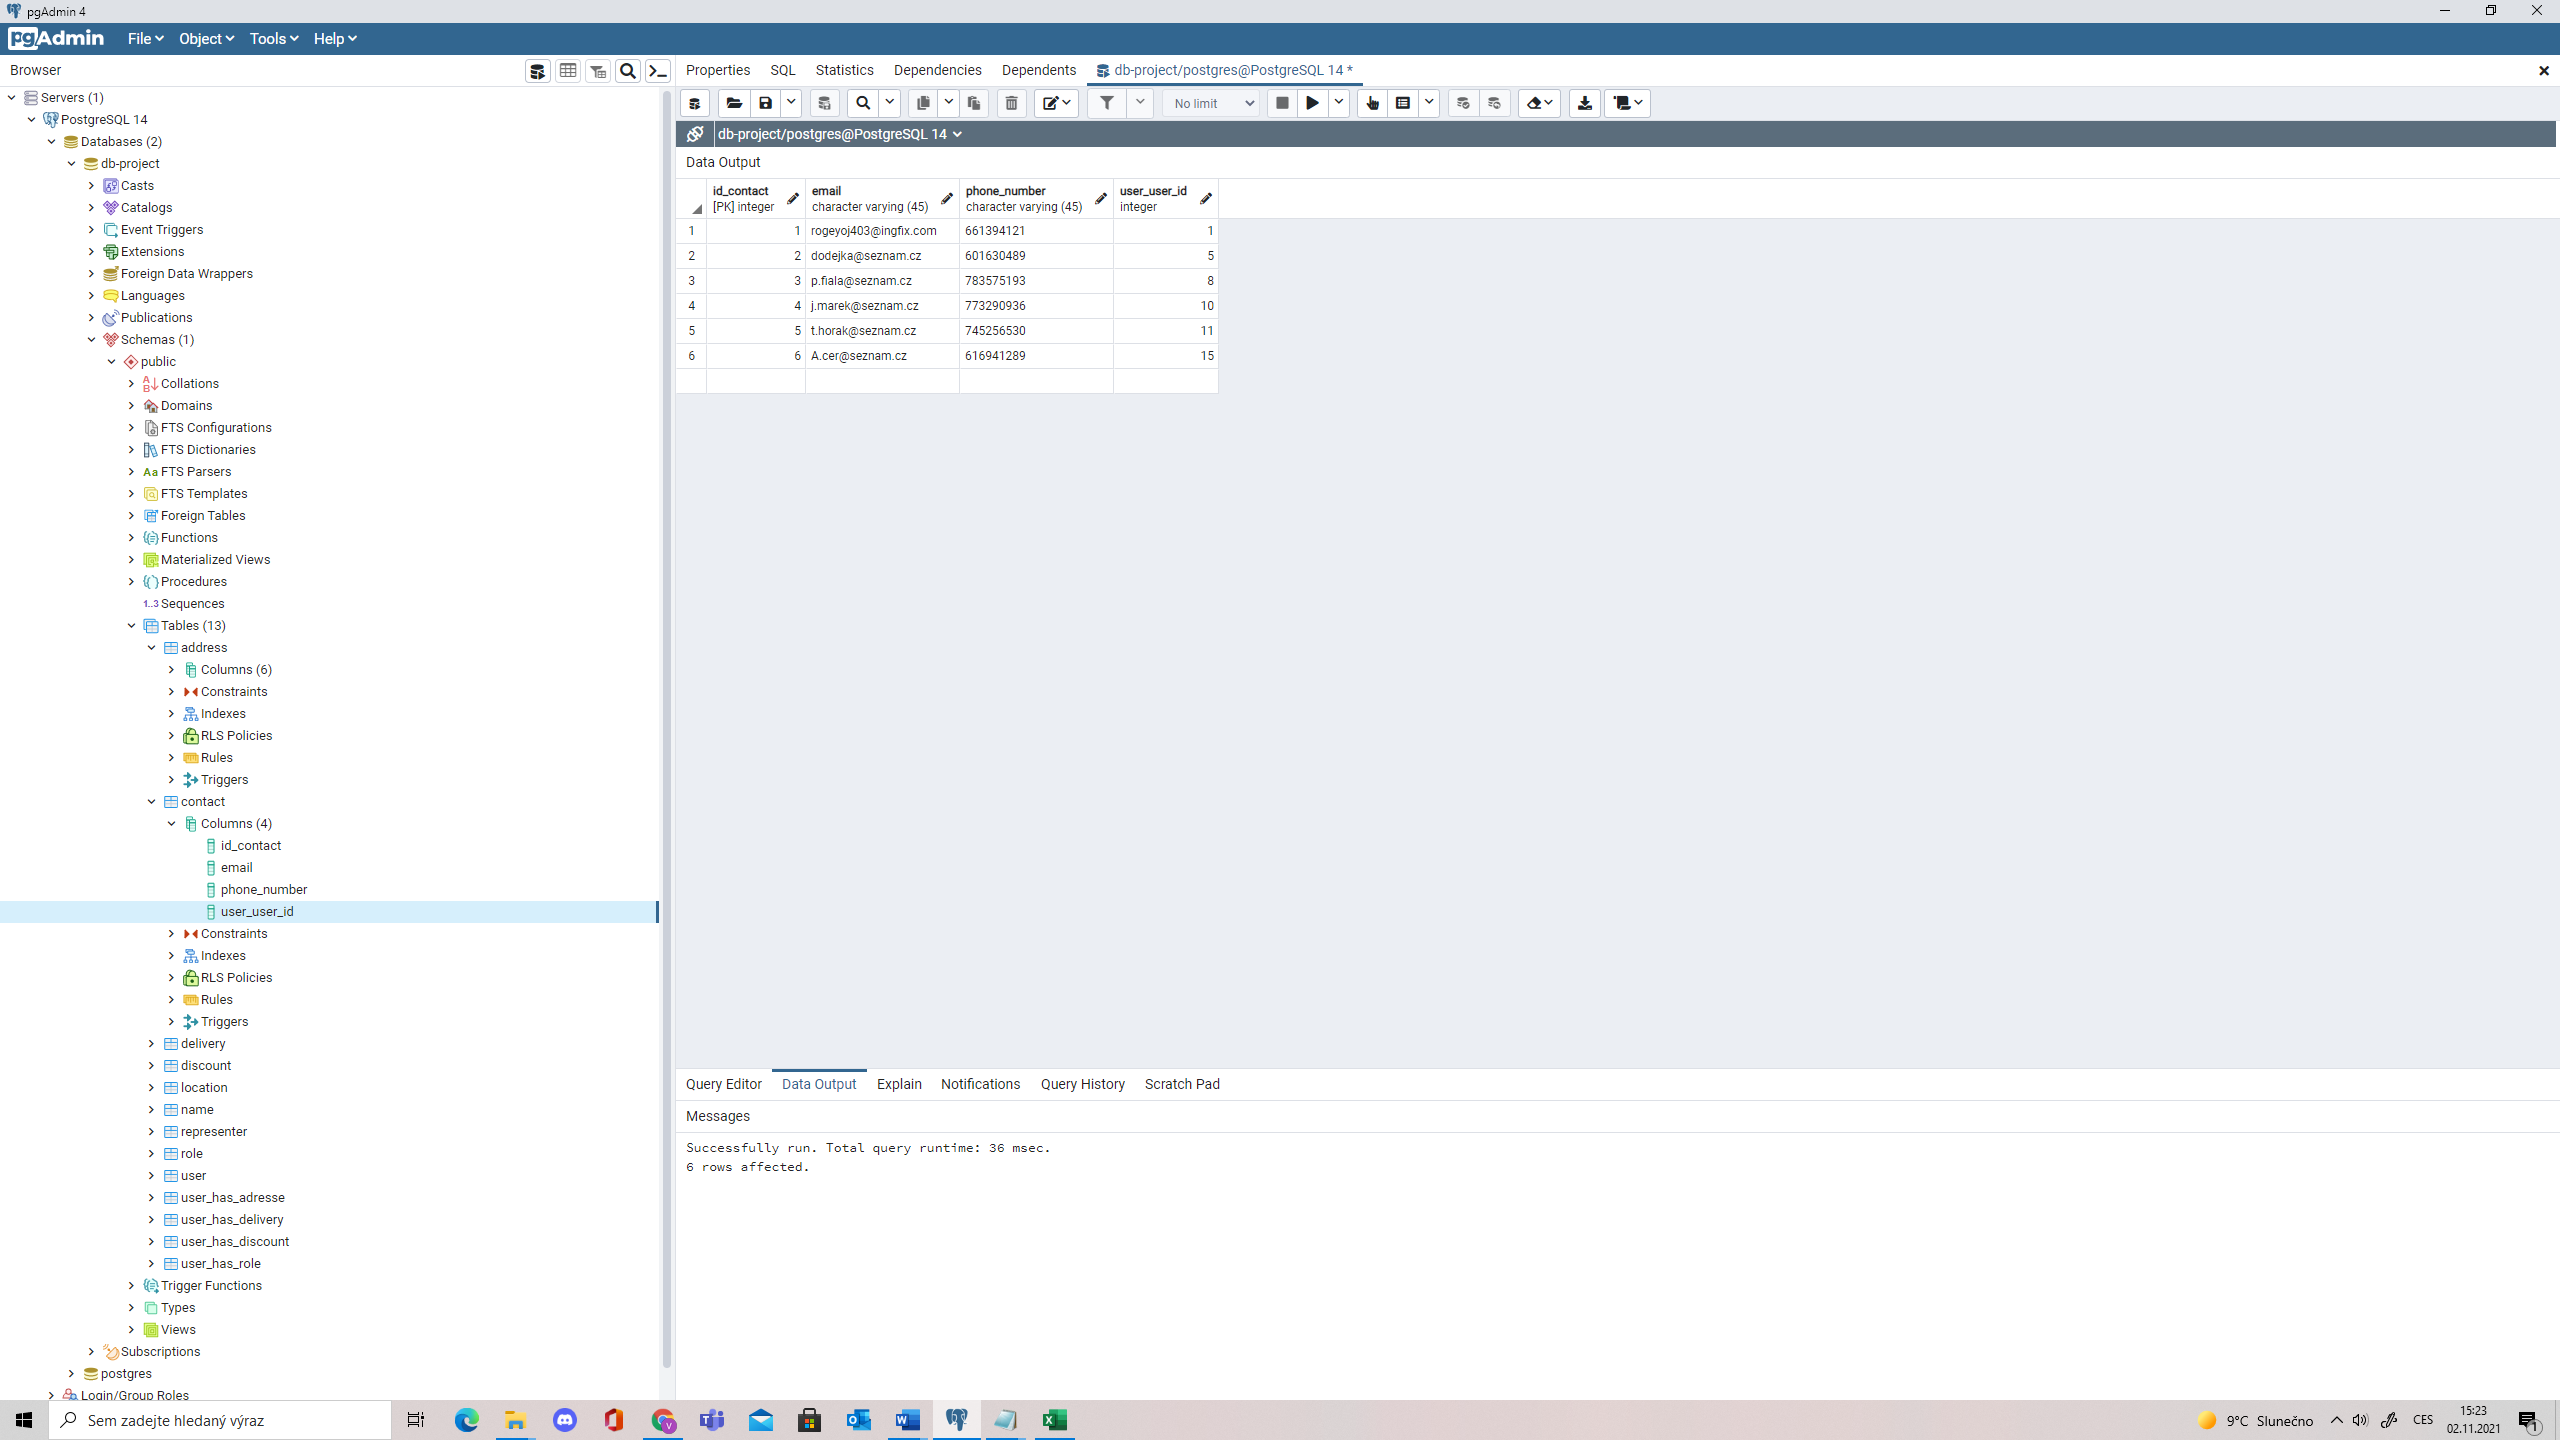 pgAdmin 4
pgAdmin File Object Tools Help
Browser
Servers (1)
PostgreSQL 14
Databases (2)
db-project
Casts
Catalogs
Event Triggers
Extensions
Foreign Data Wrappers
Languages
Publications
Schemas (1)
public
Collations
Domains
FTS Configurations
FTS Dictionaries
Aa FTS Parsers
FTS Templates
Foreign Tables
Functions
Materialized Views
Procedures
1..3 Sequences
Tables (13)
address
Columns (6)
Constraints
Indexes
RLS Policies
Rules
Triggers
contact
Columns (4)
id_contact
email
phone_number
user_user_id
Constraints
Indexes
RLS Policies
Rules
Triggers
delivery
discount
location
name
representer
role
user
user_has_adresse
user_has_delivery
user_has_discount
user_has_role
Trigger Functions
Types
Views
Subscriptions
postgres
Login/Group Roles
Properties SQL Statistics Dependencies Dependents db-project/postgres@PostgreSQL 14 *
No limit
db-project/postgres@PostgreSQL 14
Data Output
id_contact email phone_number user_user_id
[PK] integer character varying (45) character varying (45) integer
1 1 rogeyoj403@ingfix.com 661394121 1
2 2 dodejka@seznam.cz 601630489 5
3 3 p.fiala@seznam.cz 783575193 8
4 4 j.marek@seznam.cz 773290936 10
5 5 t.horak@seznam.cz 745256530 11
6 6 A.cer@seznam.cz 616941289 15
Query Editor Data Output Explain Notifications Query History Scratch Pad
Messages
Successfully run. Total query runtime: 36 msec.
6 rows affected.
Sem zadejte hledaný výraz
9°C Slunečno CES 15:23
02.11.2021
1